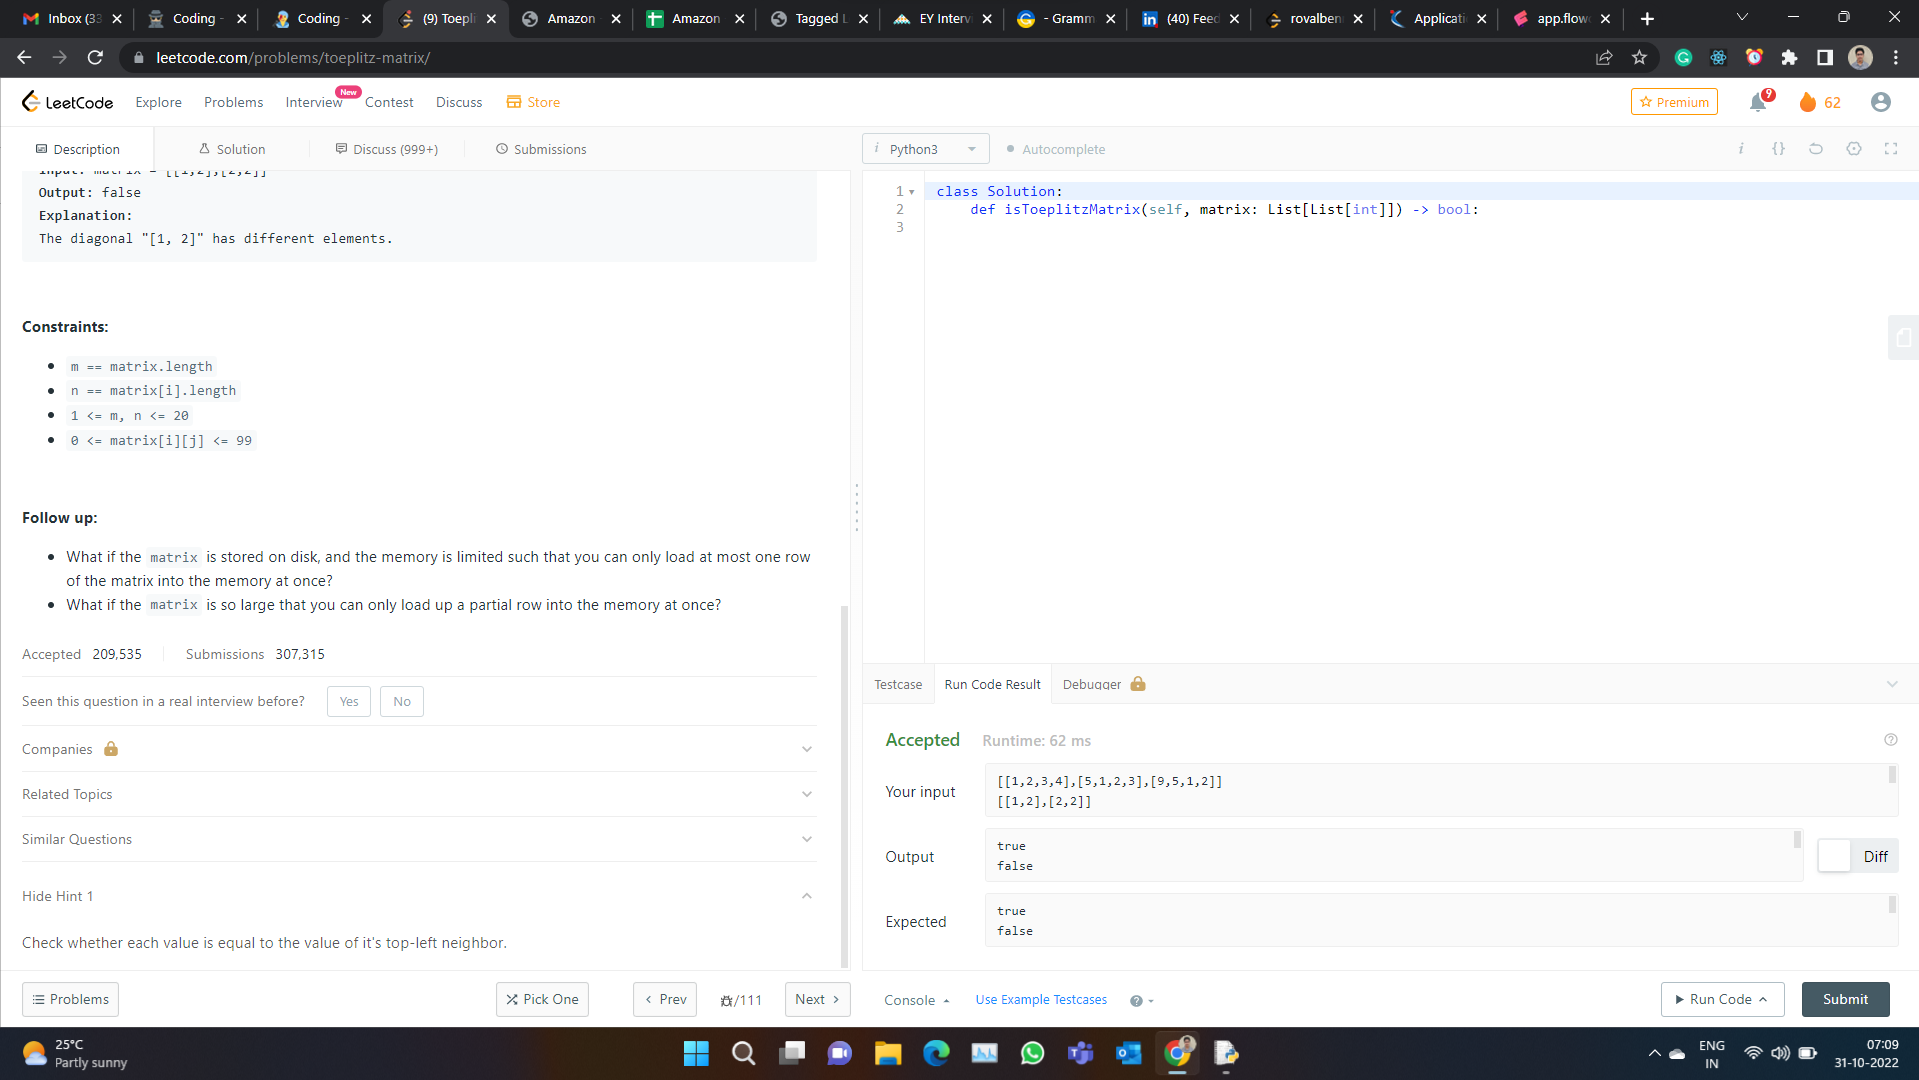 Inbox (33
Coding -
Coding -
(9) Toepli
Amazon
Amazon
Tagged L
EY Interv
- Gramm
(40) Feed
rovalben
Applicati
app.flow
leetcode.com/problems/toeplitz-matrix/
LeetCode
Explore
Problems
Interview
New
Contest
Discuss
Store
Premium
9
62
Description
Solution
Discuss (999+)
Submissions
i Python3
Autocomplete
Input: matrix = [[1,2],[2,2]]
Output: false
Explanation:
The diagonal "[1, 2]" has different elements.
Constraints:
m == matrix.length
n == matrix[i].length
1 <= m, n <= 20
0 <= matrix[i][j] <= 99
Follow up:
What if the matrix is stored on disk, and the memory is limited such that you can only load at most one row
of the matrix into the memory at once?
What if the matrix is so large that you can only load up a partial row into the memory at once?
Accepted 209,535
Submissions 307,315
Seen this question in a real interview before?
Yes
No
Companies
Related Topics
Similar Questions
Hide Hint 1
Check whether each value is equal to the value of it's top-left neighbor.
Problems
Pick One
Prev
/111
Next
i {}
1 class Solution:
2 def isToeplitzMatrix(self, matrix: List[List[int]]) -> bool:
3
Testcase
Run Code Result
Debugger
Accepted
Runtime: 62 ms
Your input
[[1,2,3,4],[5,1,2,3],[9,5,1,2]]
[[1,2],[2,2]]
Output
true
false
Diff
Expected
true
false
Console
Use Example Testcases
Run Code
Submit
25°C
Partly sunny
ENG
IN
07:09
31-10-2022